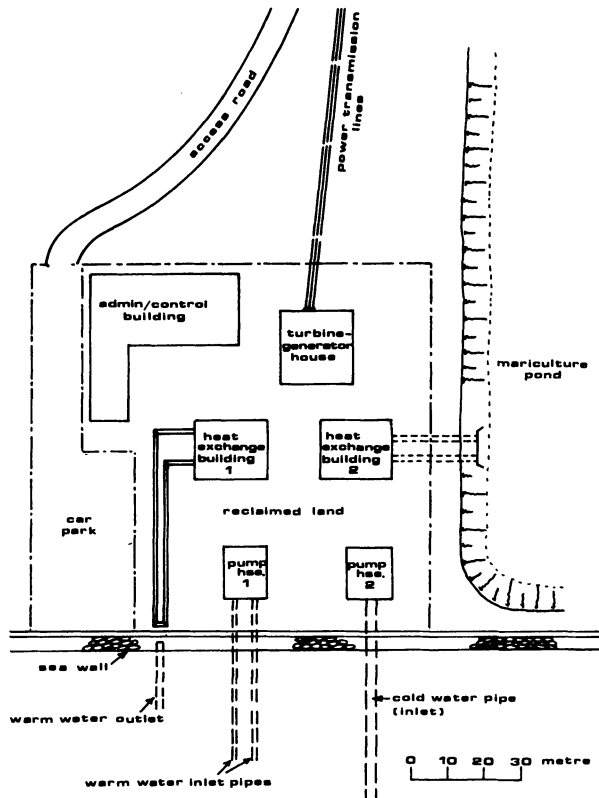 access road
power transmission
lines
admin/control
building
turbine-
generator
house
mariculture
pond
heat
exchange
building
1
heat
exchange
building
2
reclaimed land
car
park
pump
hse.
1
pump
hse.
2
sea wall
warm water outlet
cold water pipe
(inlet)
warm water inlet pipes
0 10 20 30 metre